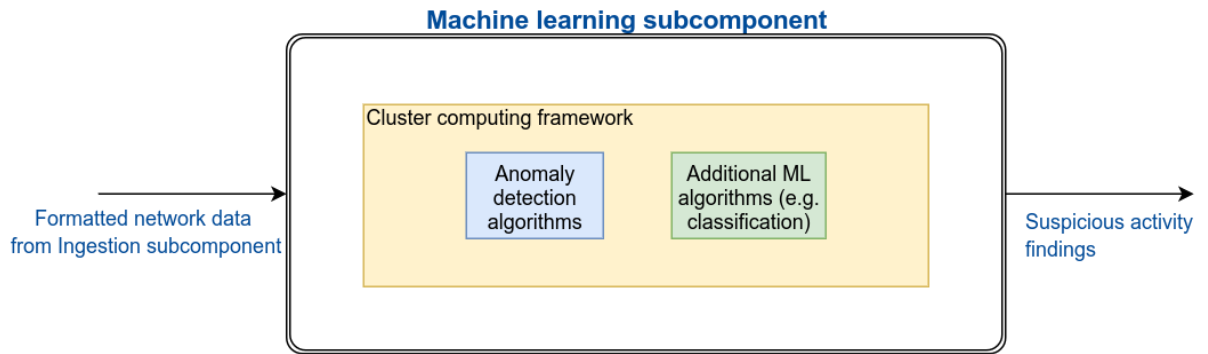 Machine learning subcomponent
Cluster computing framework
Anomaly
detection
algorithms
Additional ML
algorithms (e.g.
classification)
Formatted network data
from Ingestion subcomponent
Suspicious activity
findings